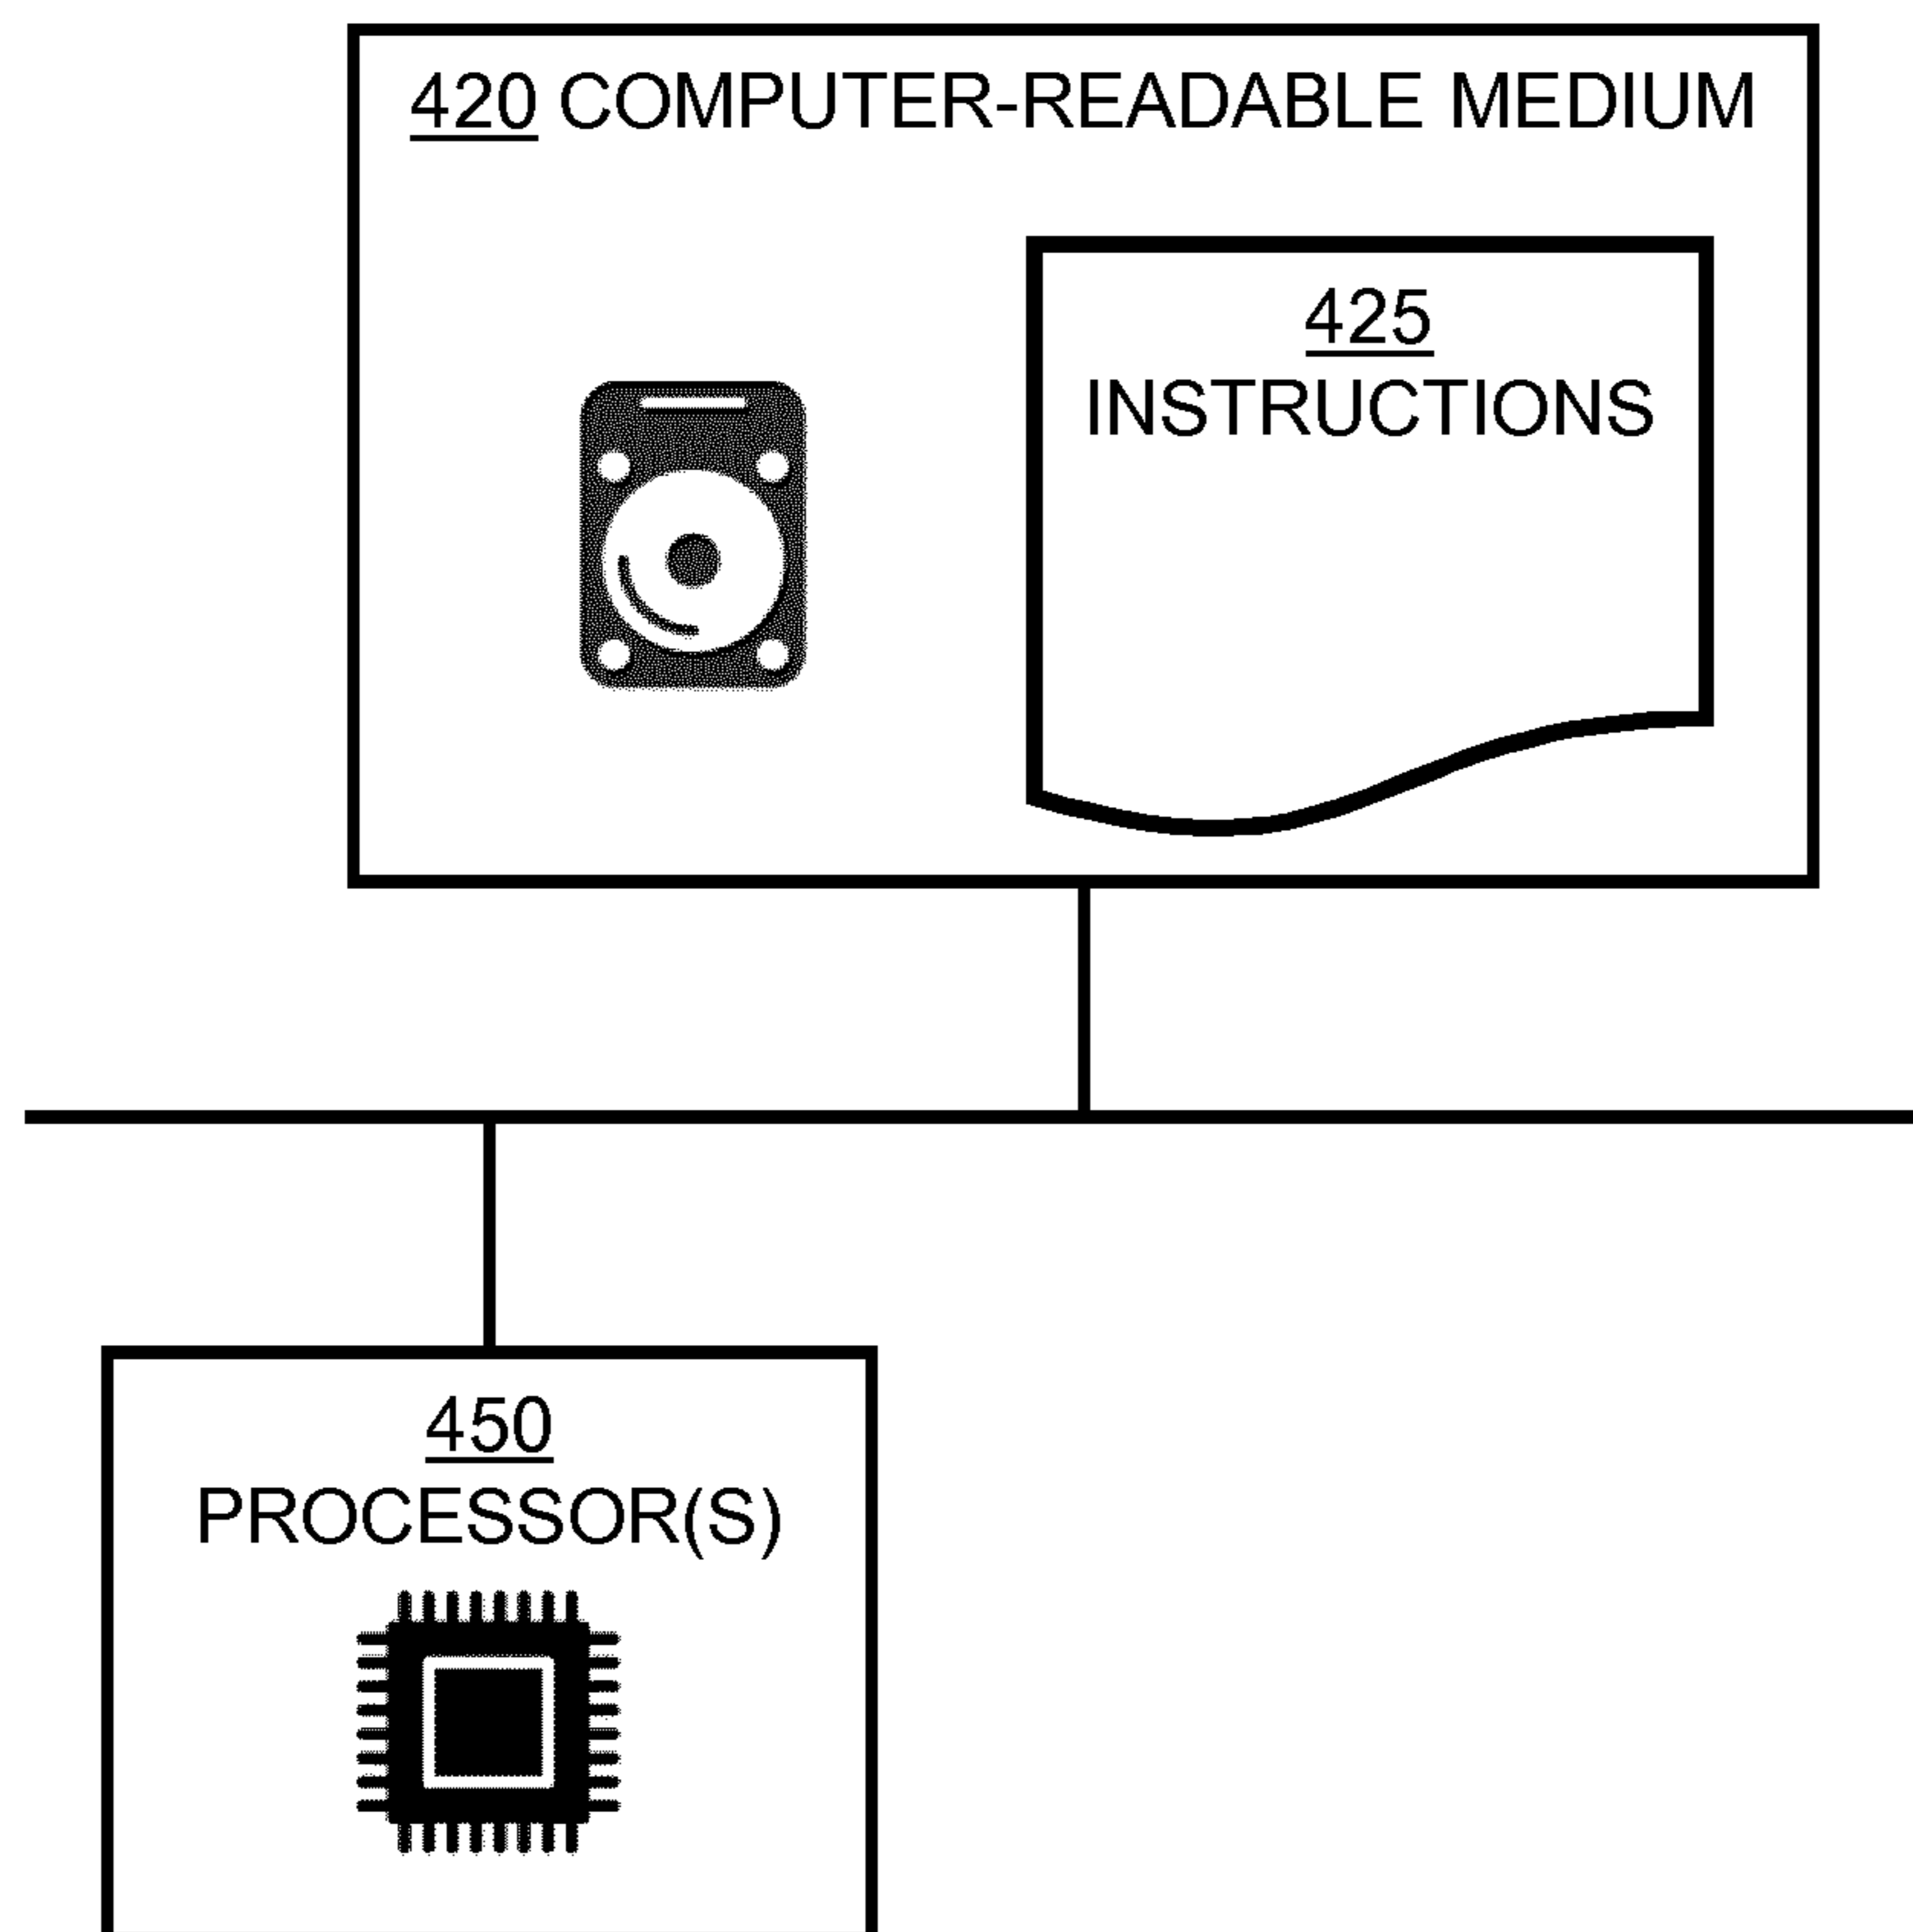 420 COMPUTER-READABLE MEDIUM
425
INSTRUCTIONS
450
PROCESSOR(S)